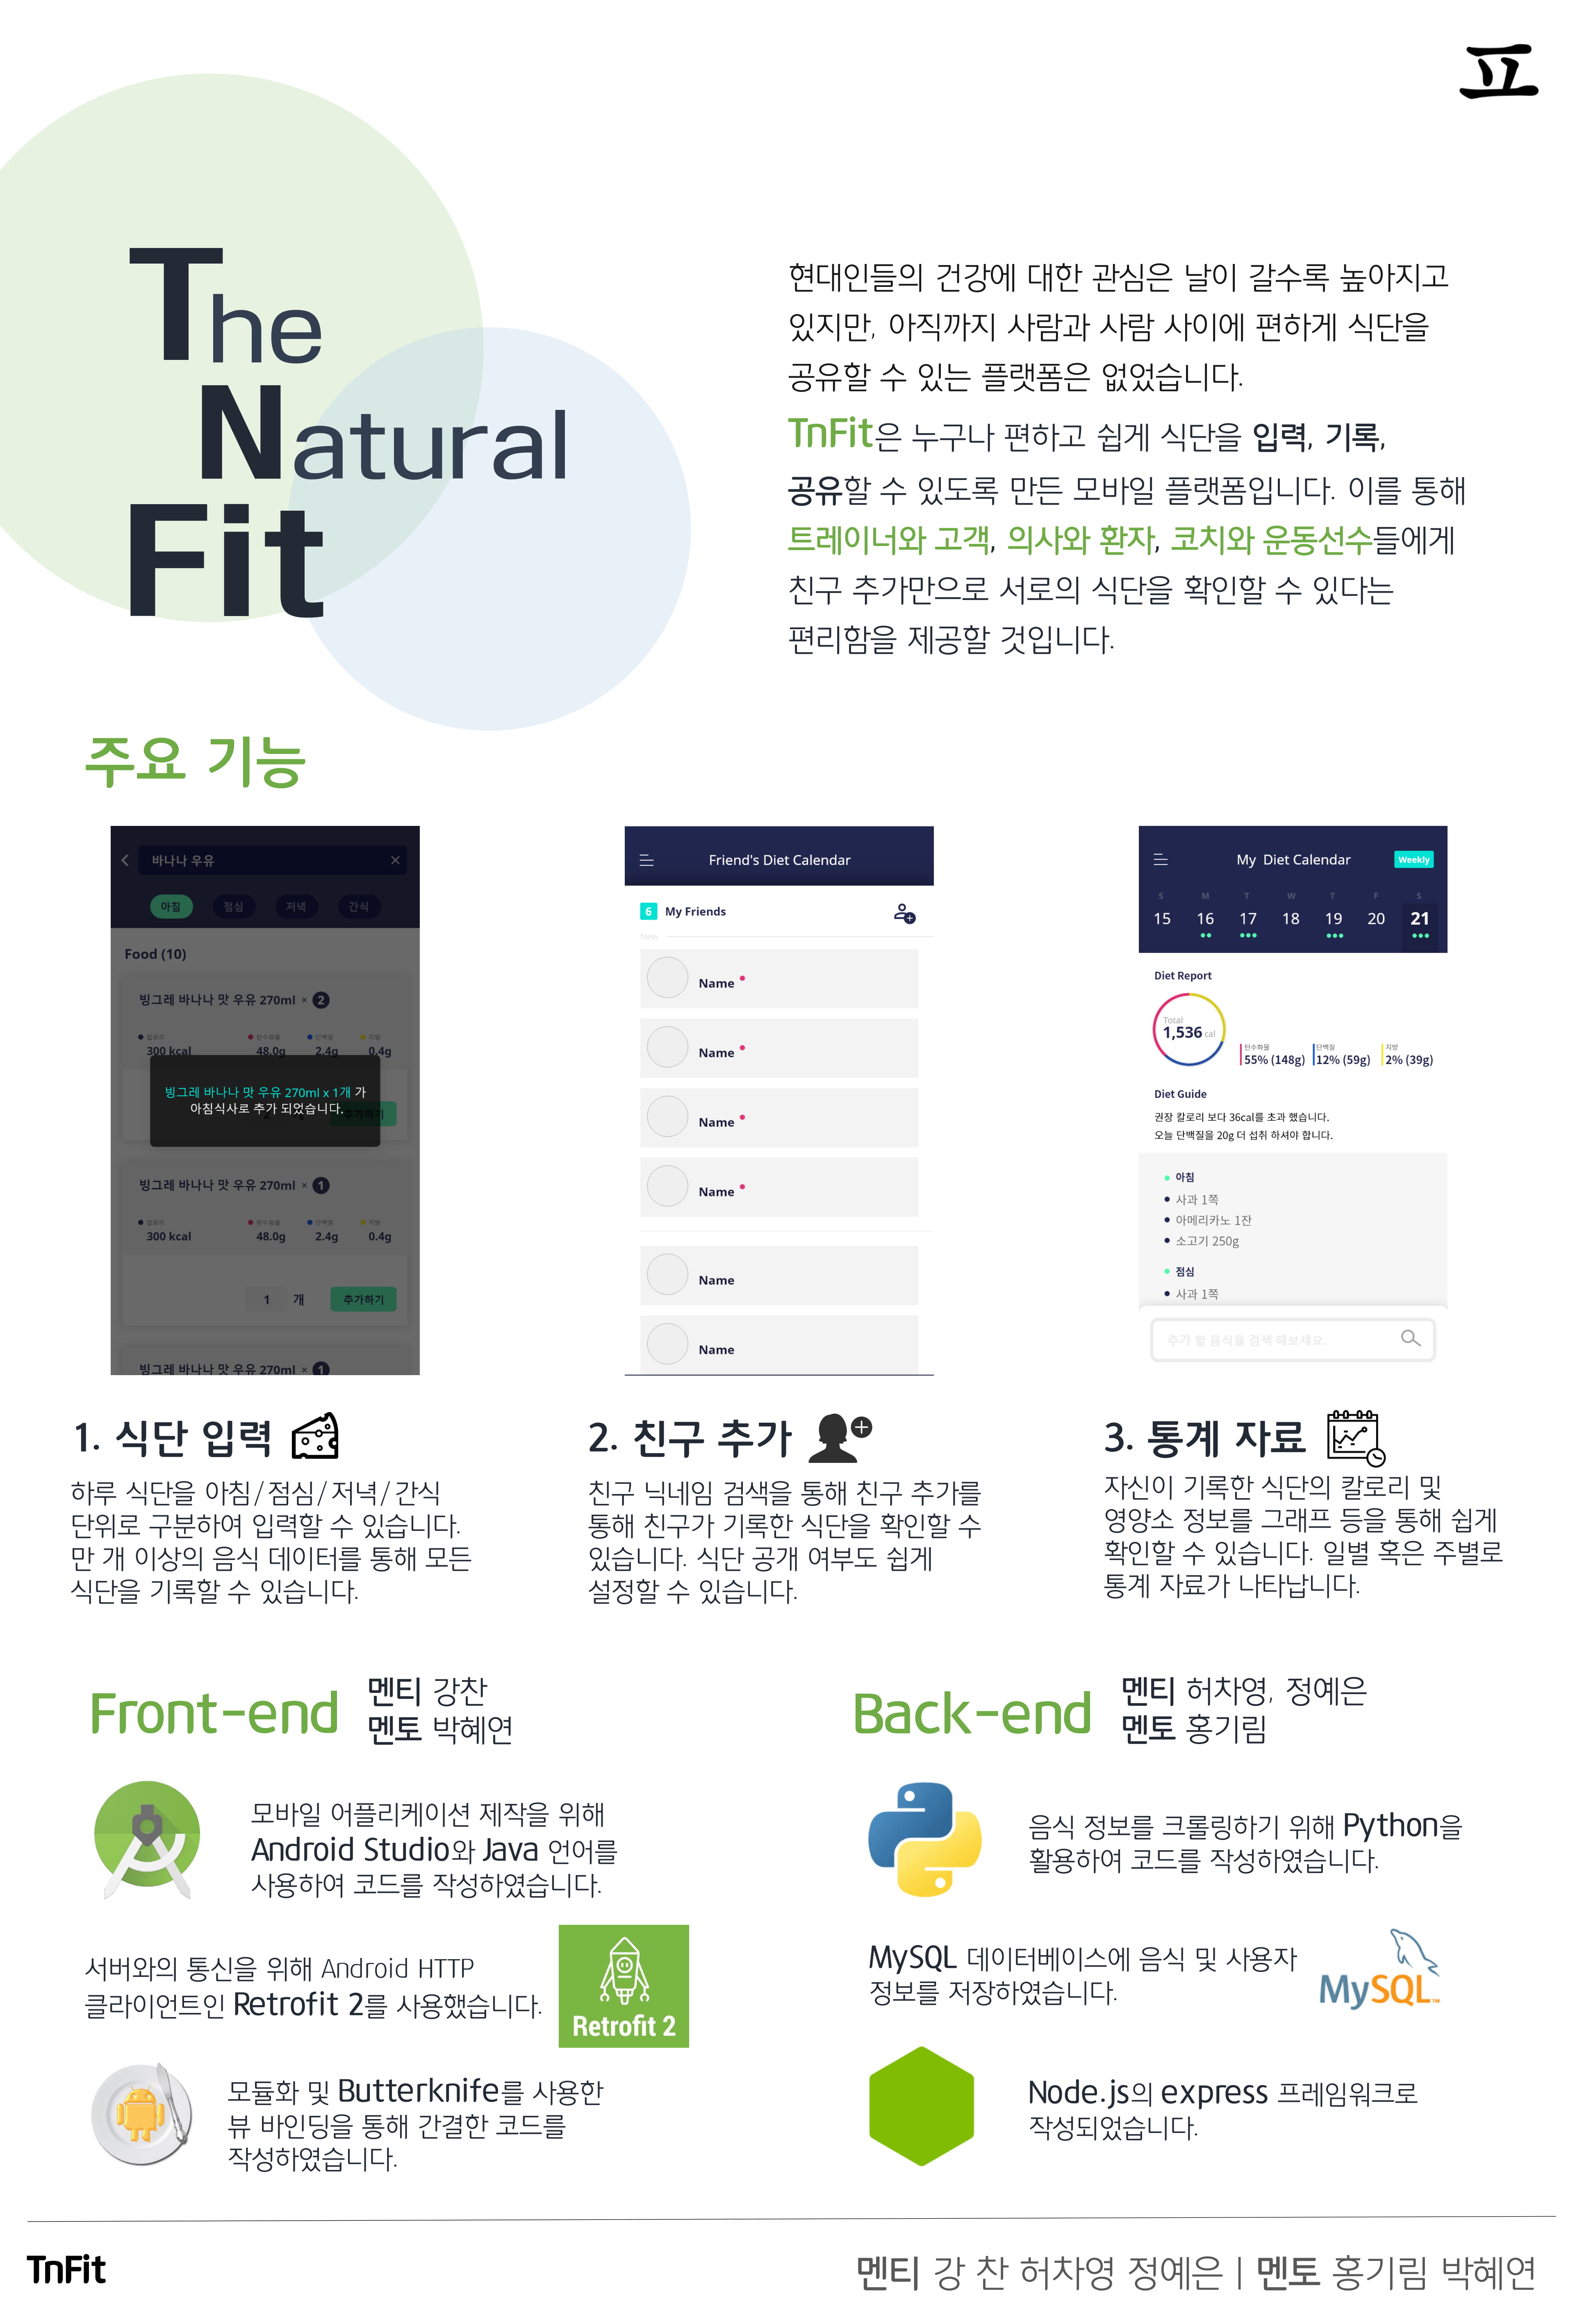 프
The
Natural
Fit
현대인들의 건강에 대한 관심은 날이 갈수록 높아지고
있지만, 아직까지 사람과 사람 사이에 편하게 식단을
공유할 수 있는 플랫폼은 없었습니다.
TnFit은 누구나 편하고 쉽게 식단을 입력, 기록,
공유할 수 있도록 만든 모바일 플랫폼입니다. 이를 통해
트레이너와 고객, 의사와 환자, 코치와 운동선수들에게
친구 추가만으로 서로의 식단을 확인할 수 있다는
편리함을 제공할 것입니다.
주요 기능
바나나 우유
아침 점심 저녁 간식
Food (10)
빙그레 바나나 맛 우유 270ml × 2
칼로리 탄수화물 단백질 지방
300 kcal 48.0g 2.4g 0.4g
빙그레 바나나 맛 우유 270ml x 1개 가
아침식사로 추가 되었습니다.
개 추가하기
빙그레 바나나 맛 우유 270ml × 1
칼로리 탄수화물 단백질 지방
300 kcal 48.0g 2.4g 0.4g
1 개 추가하기
빙그레 바나나 맛 우유 270ml × 1
Friend's Diet Calendar
6 My Friends
New
Name
Name
Name
Name
Name
Name
My Diet Calendar Weekly
S M T W T F S
15 16 17 18 19 20 21
Diet Report
Total
1,536 cal
탄수화물 단백질 지방
55% (148g) 12% (59g) 2% (39g)
Diet Guide
권장 칼로리 보다 36cal를 초과 했습니다.
오늘 단백질을 20g 더 섭취 하셔야 합니다.
아침
사과 1쪽
아메리카노 1잔
소고기 250g
점심
사과 1쪽
추가 할 음식을 검색 해보세요.
1. 식단 입력
하루 식단을 아침/점심/저녁/간식
단위로 구분하여 입력할 수 있습니다.
만 개 이상의 음식 데이터를 통해 모든
식단을 기록할 수 있습니다.
2. 친구 추가
친구 닉네임 검색을 통해 친구 추가를
통해 친구가 기록한 식단을 확인할 수
있습니다. 식단 공개 여부도 쉽게
설정할 수 있습니다.
3. 통계 자료
자신이 기록한 식단의 칼로리 및
영양소 정보를 그래프 등을 통해 쉽게
확인할 수 있습니다. 일별 혹은 주별로
통계 자료가 나타납니다.
Front-end
멘티 강찬
멘토 박혜연
모바일 어플리케이션 제작을 위해
Android Studio와 Java 언어를
사용하여 코드를 작성하였습니다.
서버와의 통신을 위해 Android HTTP
클라이언트인 Retrofit 2를 사용했습니다.
Retrofit 2
모듈화 및 Butterknife를 사용한
뷰 바인딩을 통해 간결한 코드를
작성하였습니다.
Back-end
멘티 허차영, 정예은
멘토 홍기림
음식 정보를 크롤링하기 위해 Python을
활용하여 코드를 작성하였습니다.
MySQL 데이터베이스에 음식 및 사용자
정보를 저장하였습니다.
MySQL™
Node.js의 express 프레임워크로
작성되었습니다.
TnFit
멘티 강 찬 허차영 정예은 | 멘토 홍기림 박혜연